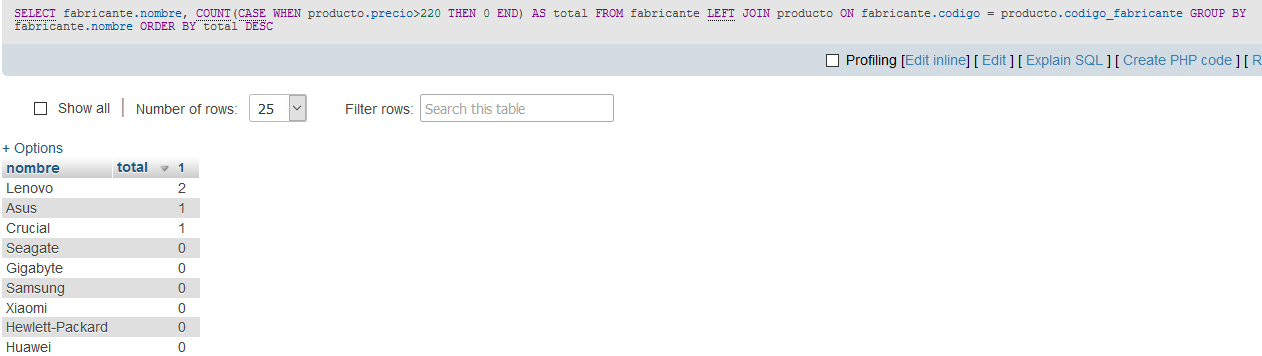 SELECT fabricante.nombre, COUNT(CASE WHEN producto.precio>220 THEN 0 END) AS total FROM fabricante LEFT JOIN producto ON fabricante.codigo = producto.codigo_fabricante GROUP BY
fabricante.nombre ORDER BY total DESC
Profiling [Edit inline] [ Edit ] [ Explain SQL ] [ Create PHP code ] [ R
Show all | Number of rows: 25 Filter rows: Search this table
+ Options
nombre total 1
Lenovo 2
Asus 1
Crucial 1
Seagate 0
Gigabyte 0
Samsung 0
Xiaomi 0
Hewlett-Packard 0
Huawei 0